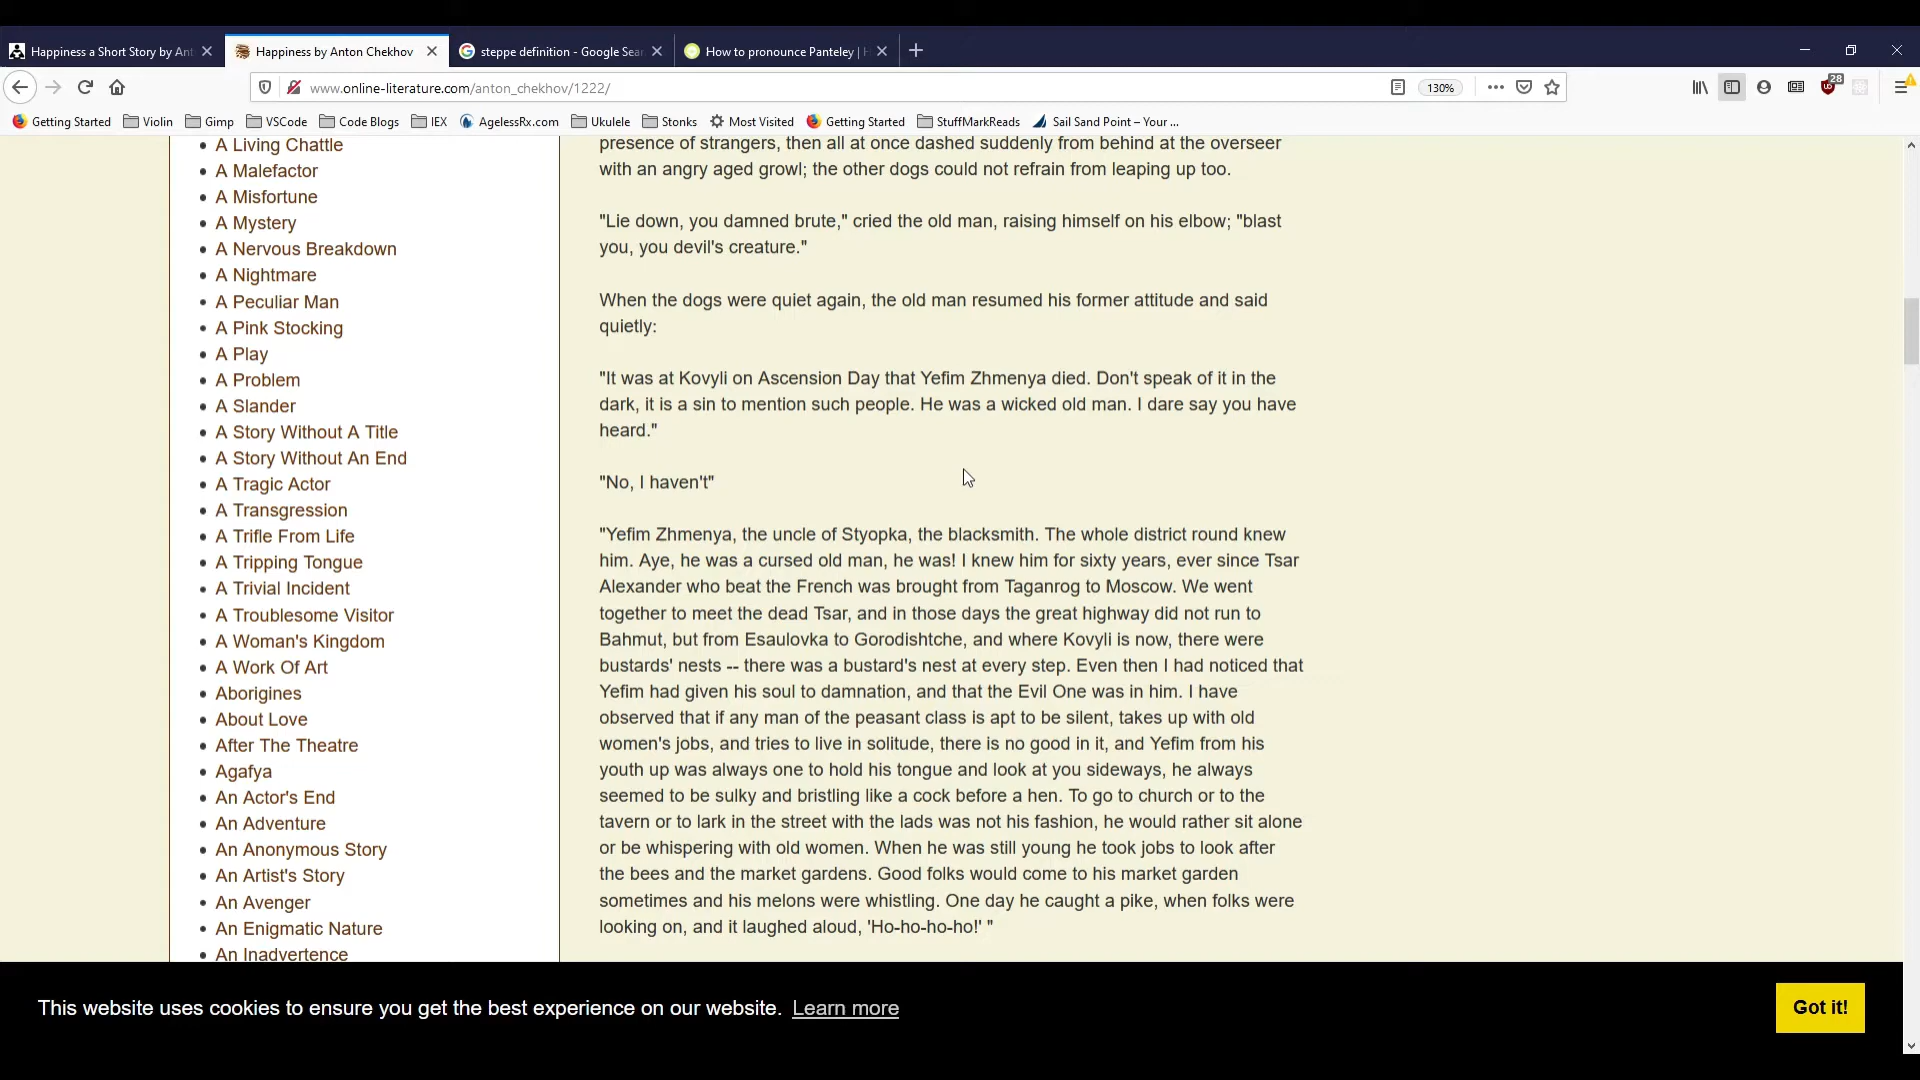 Happiness a Short Story by Ant
Happiness by Anton Chekhov
steppe definition - Google Sear
How to pronounce Panteley | H
www.online-literature.com/anton_chekhov/1222/
130%
28
Getting Started
Violin
Gimp
VSCode
Code Blogs
IEX
AgelessRx.com
Ukulele
Stonks
Most Visited
Getting Started
StuffMarkReads
Sail Sand Point – Your ...
A Living Chattle
A Malefactor
A Misfortune
A Mystery
A Nervous Breakdown
A Nightmare
A Peculiar Man
A Pink Stocking
A Play
A Problem
A Slander
A Story Without A Title
A Story Without An End
A Tragic Actor
A Transgression
A Trifle From Life
A Tripping Tongue
A Trivial Incident
A Troublesome Visitor
A Woman's Kingdom
A Work Of Art
Aborigines
About Love
After The Theatre
Agafya
An Actor's End
An Adventure
An Anonymous Story
An Artist's Story
An Avenger
An Enigmatic Nature
An Inadvertence
presence of strangers, then all at once dashed suddenly from behind at the overseer
with an angry aged growl; the other dogs could not refrain from leaping up too.
"Lie down, you damned brute," cried the old man, raising himself on his elbow; "blast
you, you devil's creature."
When the dogs were quiet again, the old man resumed his former attitude and said
quietly:
"It was at Kovyli on Ascension Day that Yefim Zhmenya died. Don't speak of it in the
dark, it is a sin to mention such people. He was a wicked old man. I dare say you have
heard."
"No, I haven't"
"Yefim Zhmenya, the uncle of Styopka, the blacksmith. The whole district round knew
him. Aye, he was a cursed old man, he was! I knew him for sixty years, ever since Tsar
Alexander who beat the French was brought from Taganrog to Moscow. We went
together to meet the dead Tsar, and in those days the great highway did not run to
Bahmut, but from Esaulovka to Gorodishtche, and where Kovyli is now, there were
bustards' nests -- there was a bustard's nest at every step. Even then I had noticed that
Yefim had given his soul to damnation, and that the Evil One was in him. I have
observed that if any man of the peasant class is apt to be silent, takes up with old
women's jobs, and tries to live in solitude, there is no good in it, and Yefim from his
youth up was always one to hold his tongue and look at you sideways, he always
seemed to be sulky and bristling like a cock before a hen. To go to church or to the
tavern or to lark in the street with the lads was not his fashion, he would rather sit alone
or be whispering with old women. When he was still young he took jobs to look after
the bees and the market gardens. Good folks would come to his market garden
sometimes and his melons were whistling. One day he caught a pike, when folks were
looking on, and it laughed aloud, 'Ho-ho-ho-ho!' "
This website uses cookies to ensure you get the best experience on our website. Learn more
Got it!